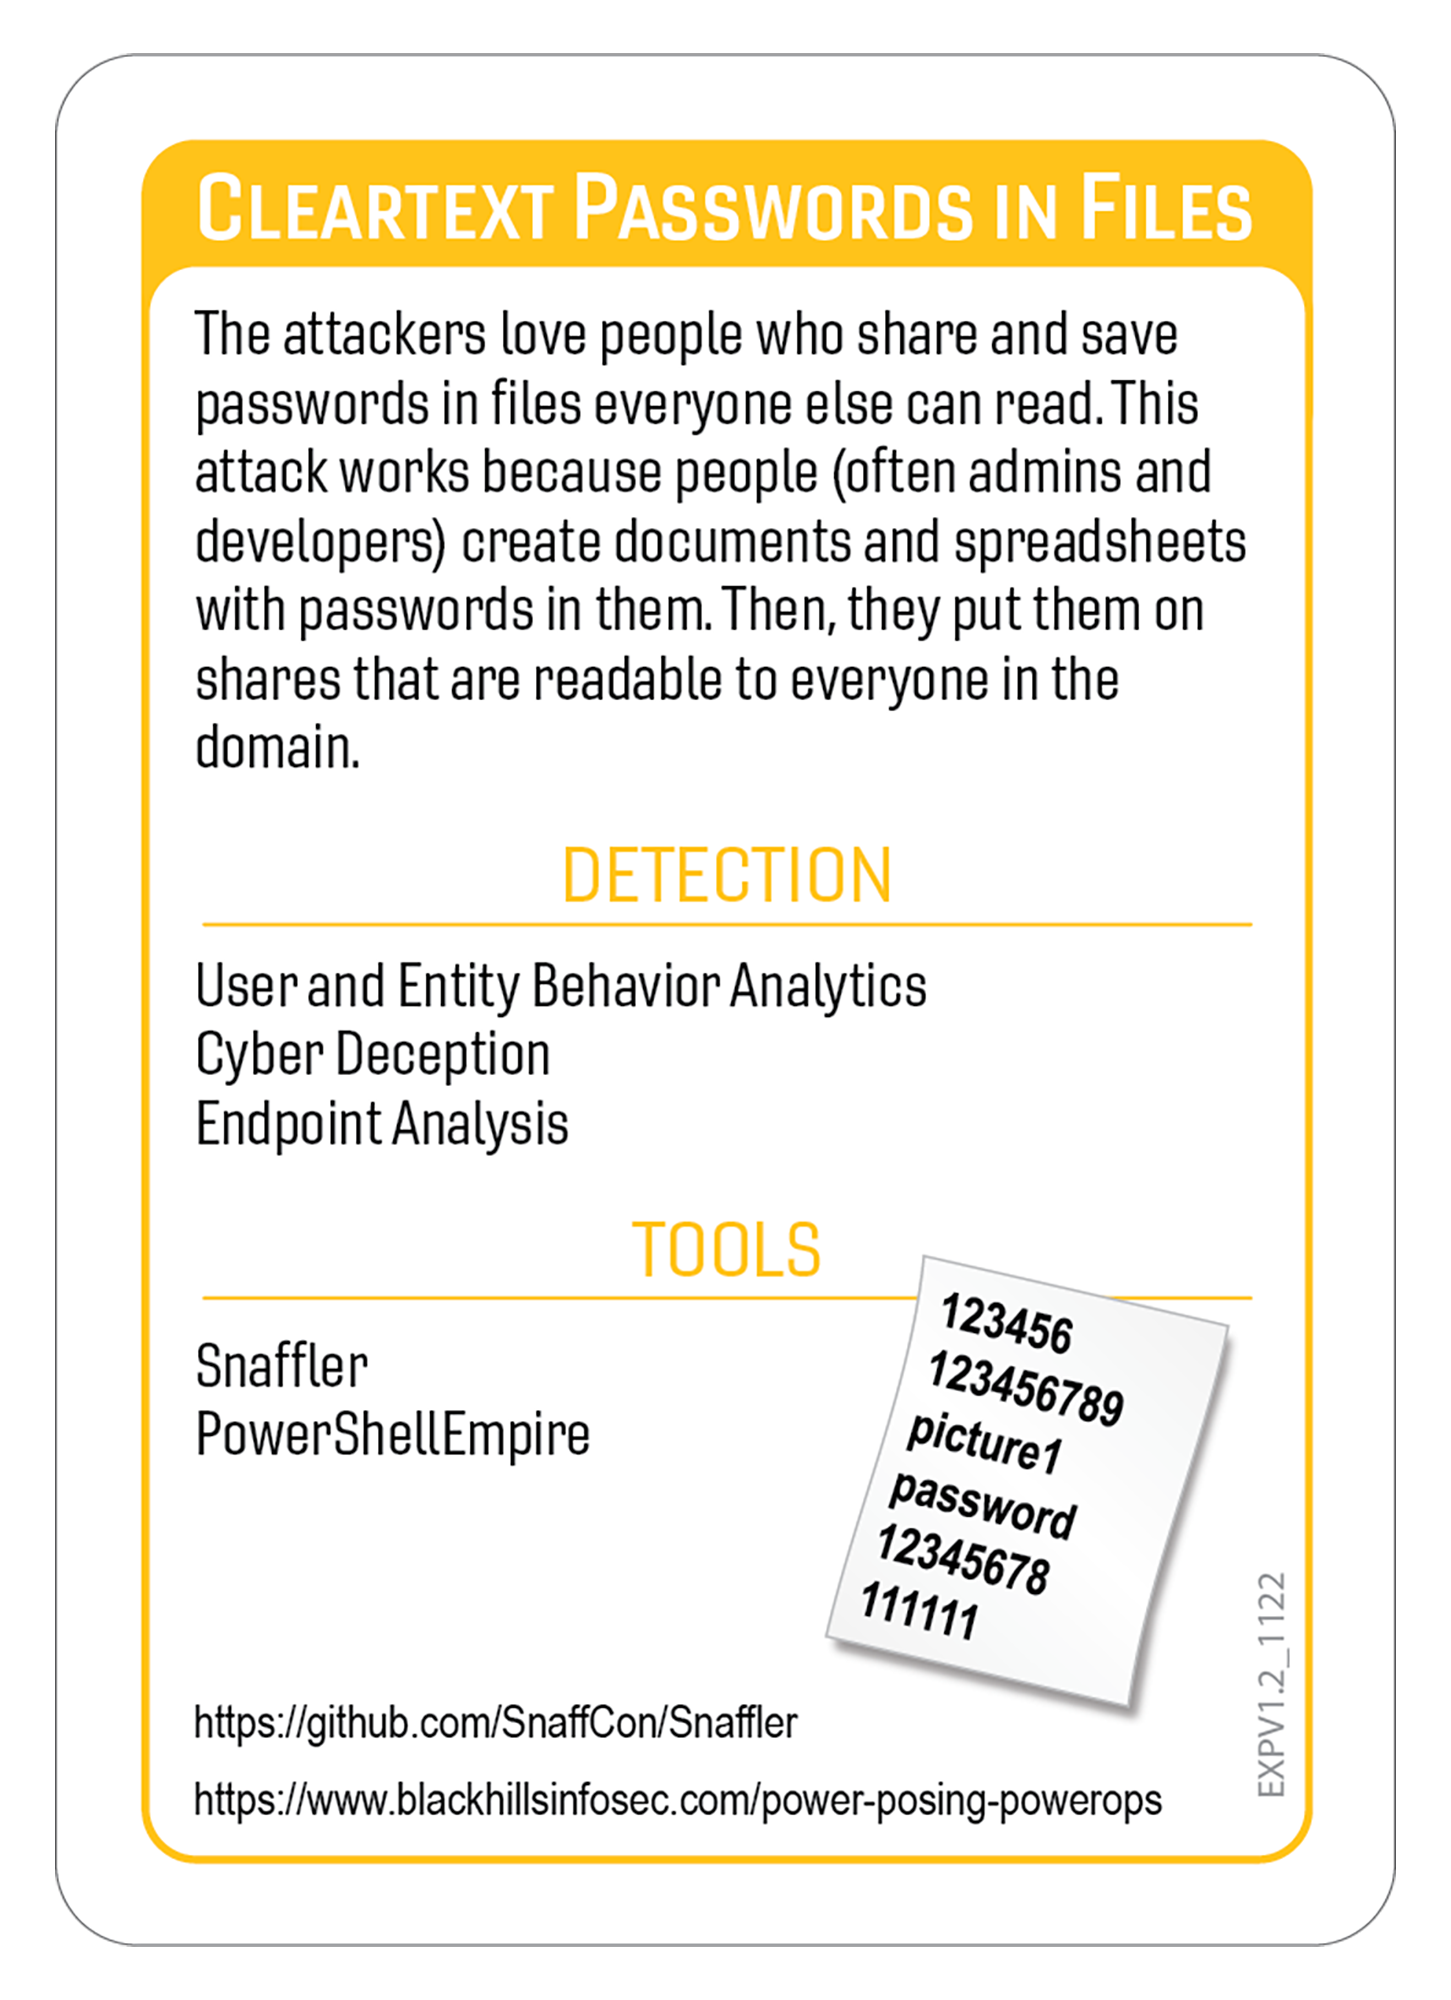 CLEARTEXT PASSWORDS IN FILES
The attackers love people who share and save
passwords in files everyone else can read. This
attack works because people (often admins and
developers) create documents and spreadsheets
with passwords in them. Then, they put them on
shares that are readable to everyone in the
domain.
DETECTION
User and Entity Behavior Analytics
Cyber Deception
Endpoint Analysis
TOOLS
Snaffler
PowerShellEmpire
123456
123456789
picture1
password
12345678
111111
https://github.com/SnaffCon/Snaffler
https://www.blackhillsinfosec.com/power-posing-powerops
EXPV1.2_1122